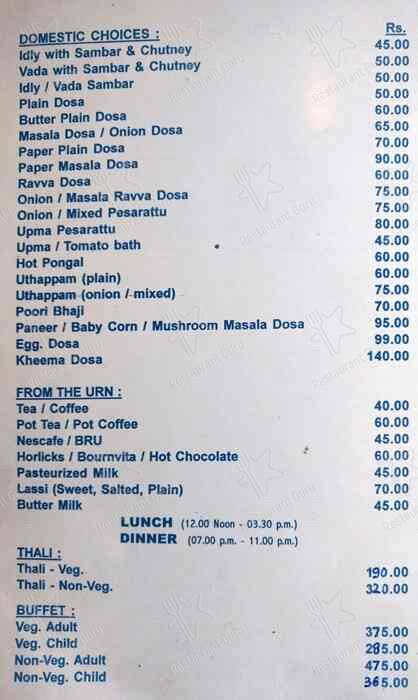 DOMESTIC CHOICES : Rs.
Idly with Sambar & Chutney 45.00
Vada with Sambar & Chutney 50.00
Idly / Vada Sambar 50.00
Plain Dosa 50.00
Butter Plain Dosa 60.00
Masala Dosa / Onion Dosa 65.00
Paper Plain Dosa 70.00
Paper Masala Dosa 90.00
Ravva Dosa 60.00
Onion / Masala Ravva Dosa 75.00
Onion / Mixed Pesarattu 75.00
Upma Pesarattu 80.00
Upma / Tomato bath 45.00
Hot Pongal 60.00
Uthappam (plain) 60.00
Uthappam (onion / mixed) 75.00
Poori Bhaji 70.00
Paneer / Baby Corn / Mushroom Masala Dosa 95.00
Egg. Dosa 99.00
Kheema Dosa 140.00
FROM THE URN :
Tea / Coffee 40.00
Pot Tea / Pot Coffee 60.00
Nescafe / BRU 45.00
Horlicks / Bournvita / Hot Chocolate 60.00
Pasteurized Milk 45.00
Lassi (Sweet, Salted, Plain) 70.00
Butter Milk 45.00
LUNCH (12.00 Noon - 03.30 p.m.)
DINNER (07.00 p.m. - 11.00 p.m.)
THALI :
Thali - Veg. 190.00
Thali - Non-Veg. 320.00
BUFFET :
Veg. Adult 375.00
Veg. Child 285.00
Non-Veg. Adult 475.00
Non-Veg. Child 365.00